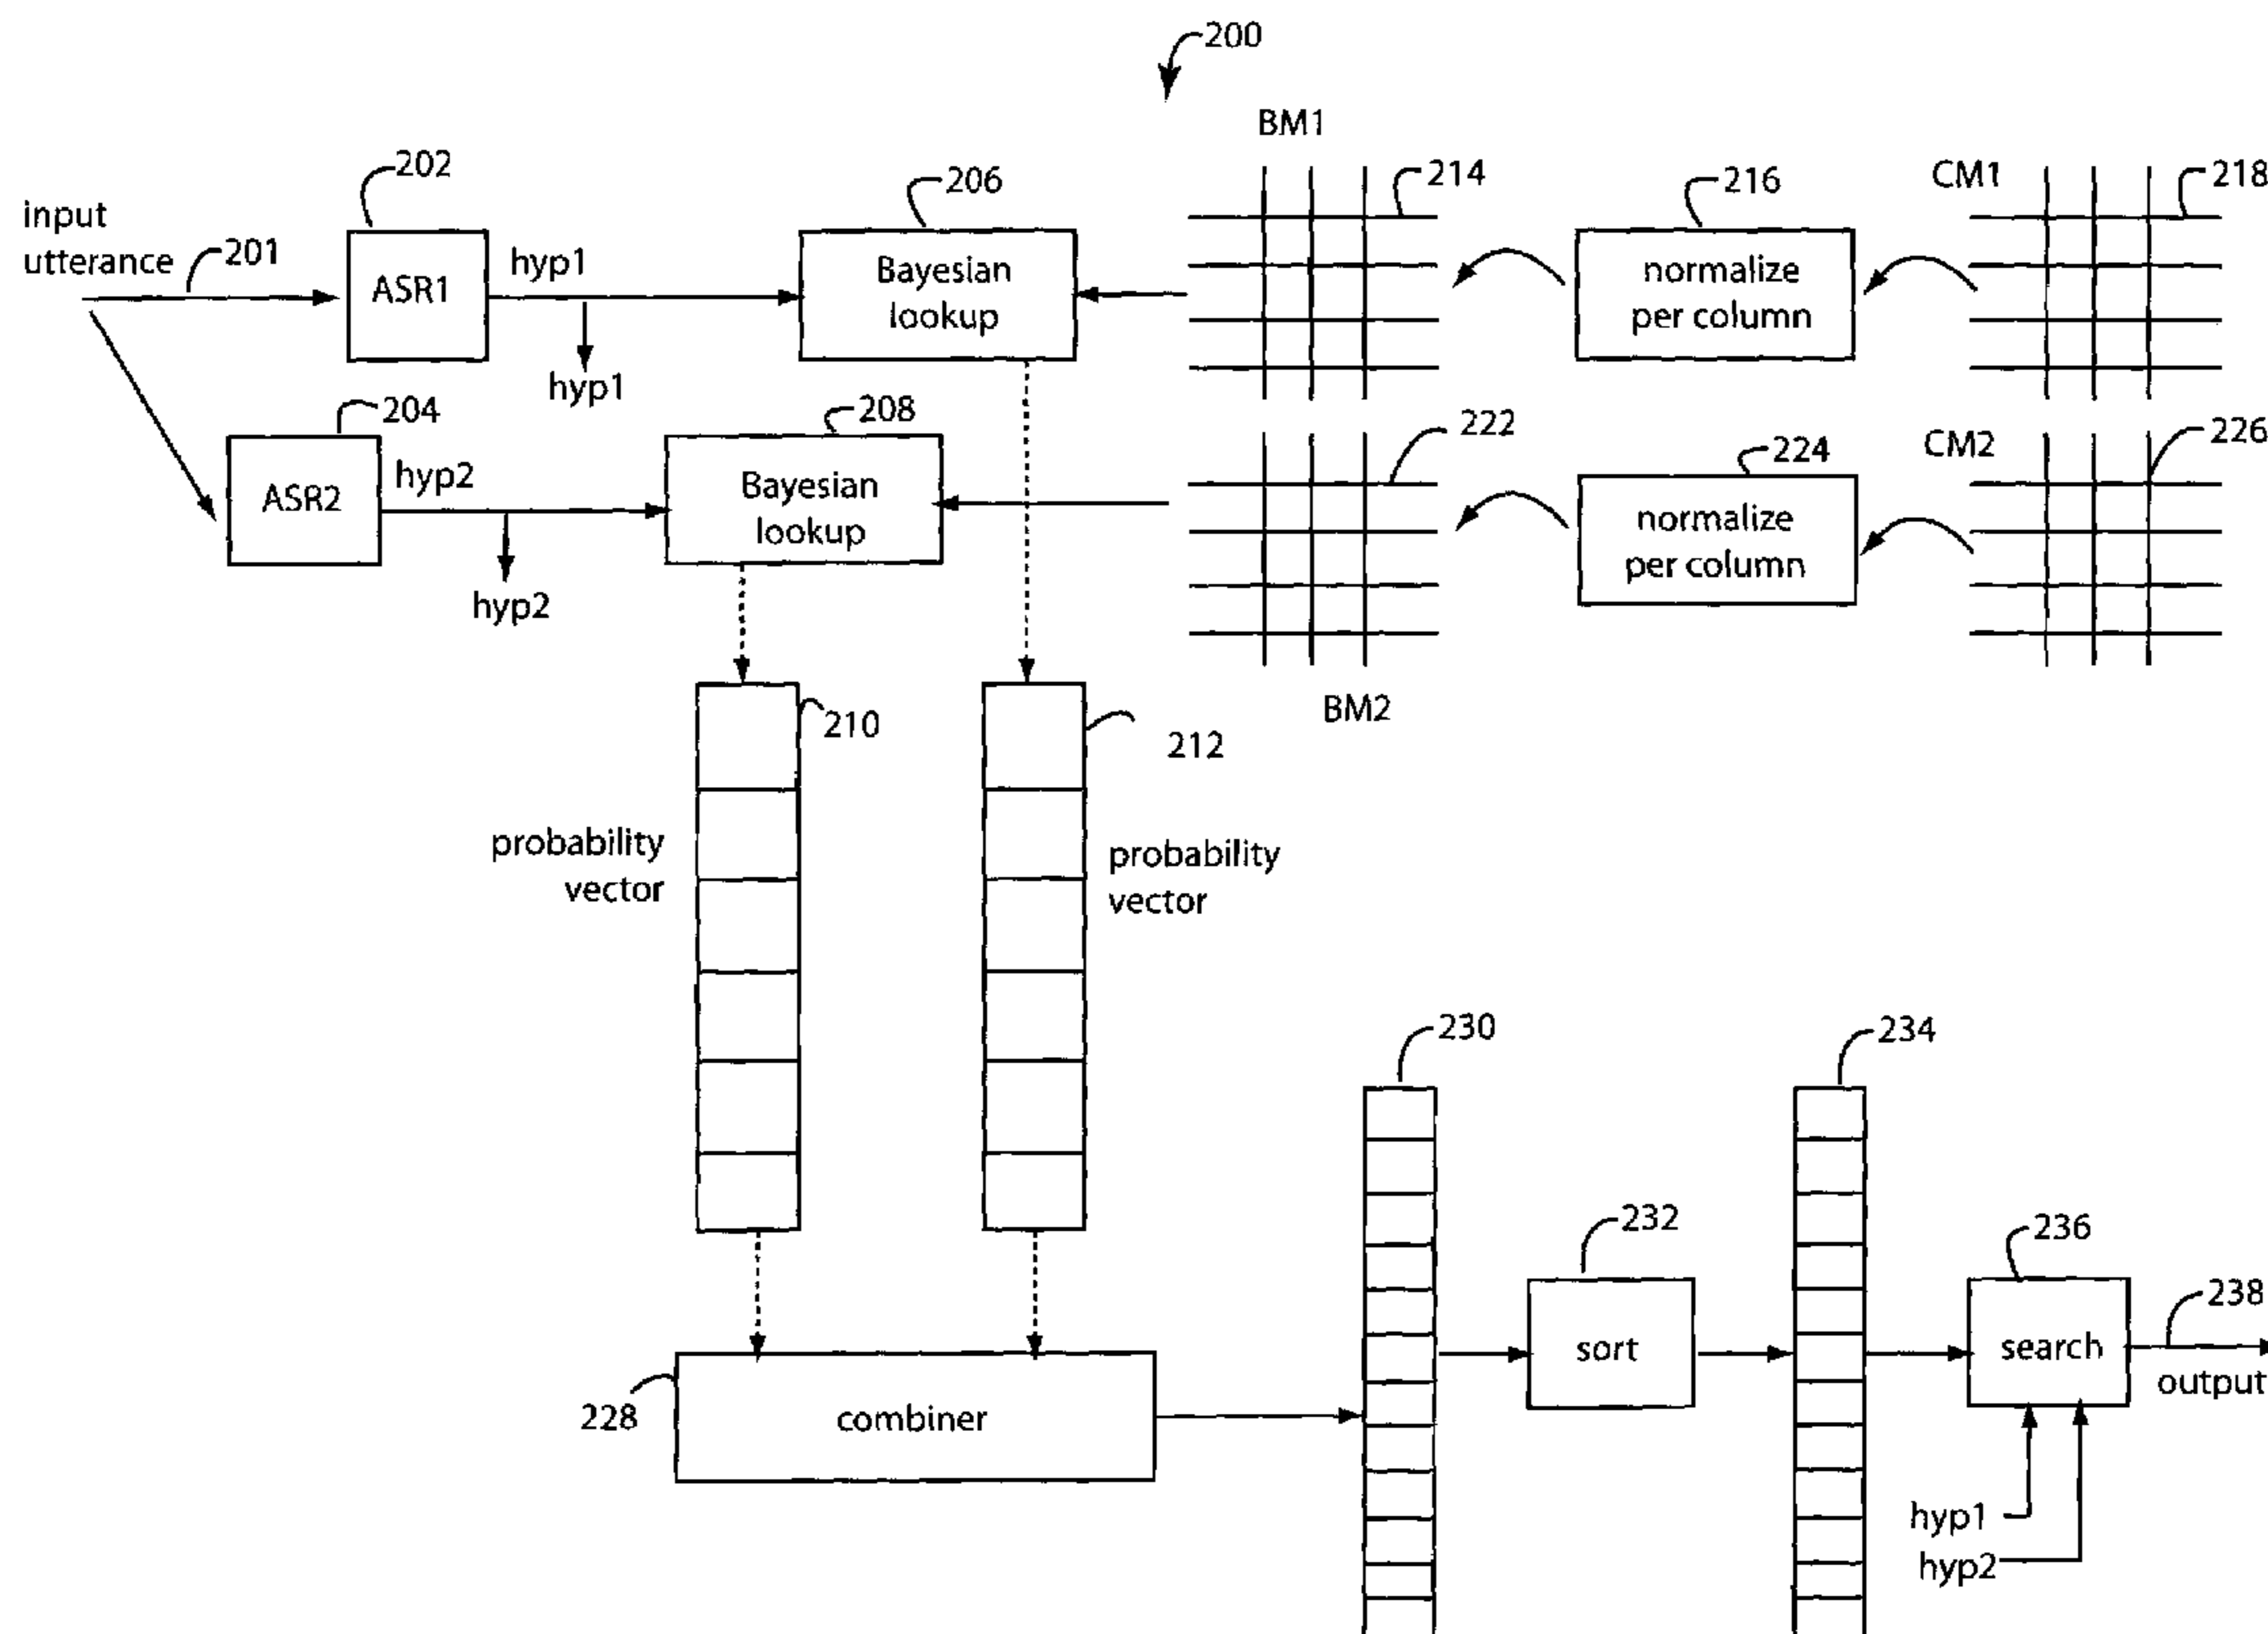 200
BM1
202
206
214
216
CM1
218
input
utterance
201
ASR1
hyp1
Bayesian
lookup
normalize
per column
hyp1
204
208
222
224
CM2
226
ASR2
hyp2
Bayesian
lookup
normalize
per column
hyp2
210
212
BM2
probability
vector
probability
vector
230
234
232
236
238
sort
search
output
228
combiner
hyp1
hyp2